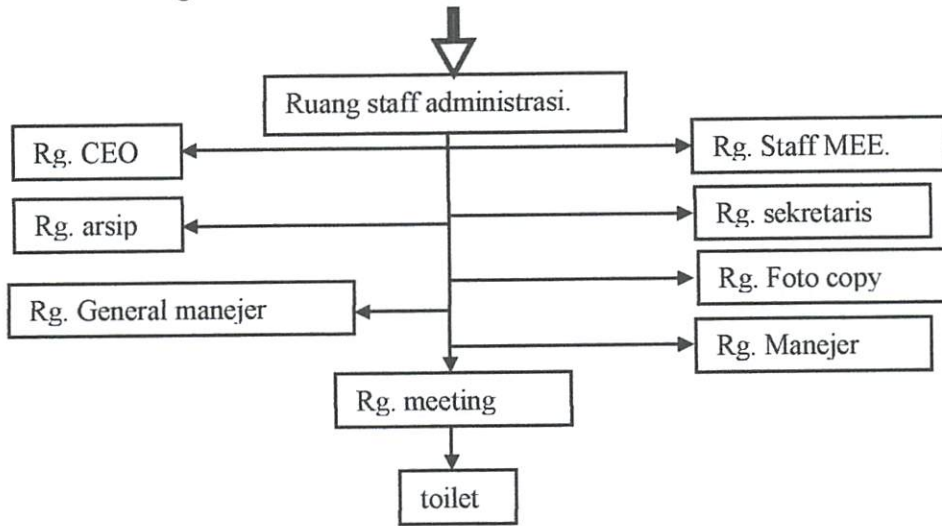 Ruang staff administrasi.
Rg. CEO
Rg. Staff MEE.
Rg. arsip
Rg. sekretaris
Rg. Foto copy
Rg. General manejer
Rg. Manejer
Rg. meeting
toilet